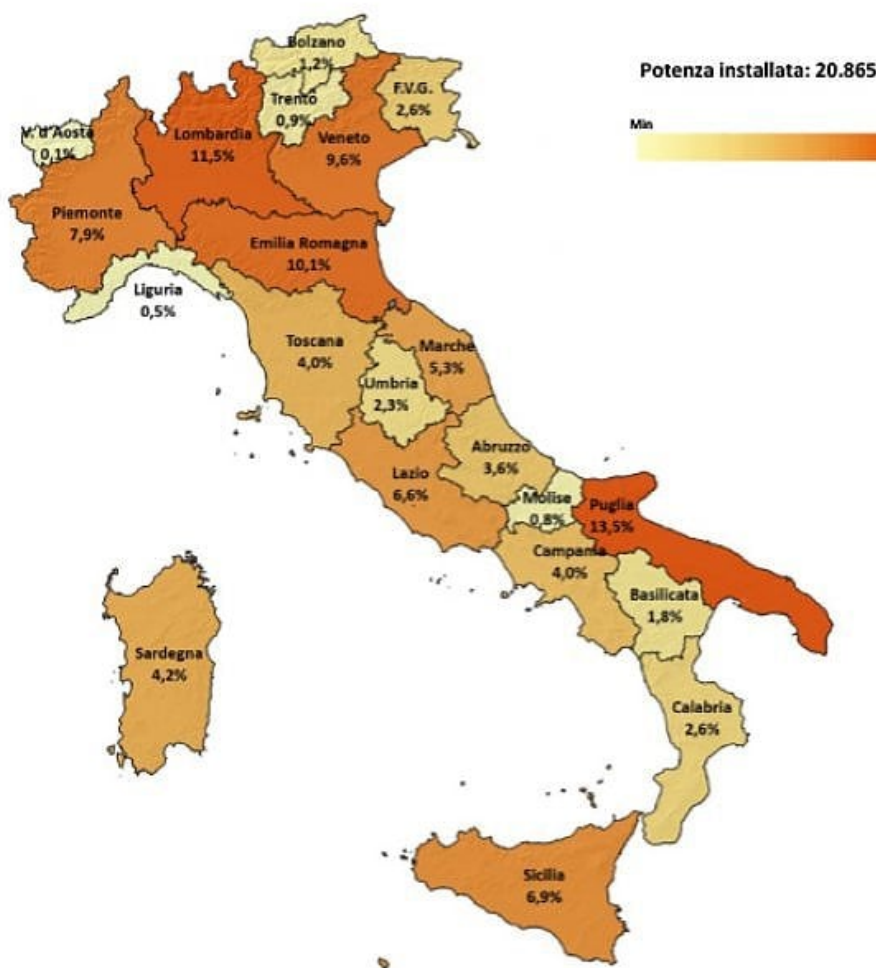 Bolzano
1,2%
Potenza installata: 20.865
F.V.G.
2,6%
Trento
0,9%
Min
V. d'Aosta
0,1%
Lombardia
11,5%
Veneto
9,6%
Piemonte
7,9%
Emilia Romagna
10,1%
Liguria
0,5%
Toscana
4,0%
Marche
5,3%
Umbria
2,3%
Abruzzo
3,6%
Lazio
6,6%
Molise
0,8%
Puglia
13,5%
Campania
4,0%
Basilicata
1,8%
Sardegna
4,2%
Calabria
2,6%
Sicilia
6,9%